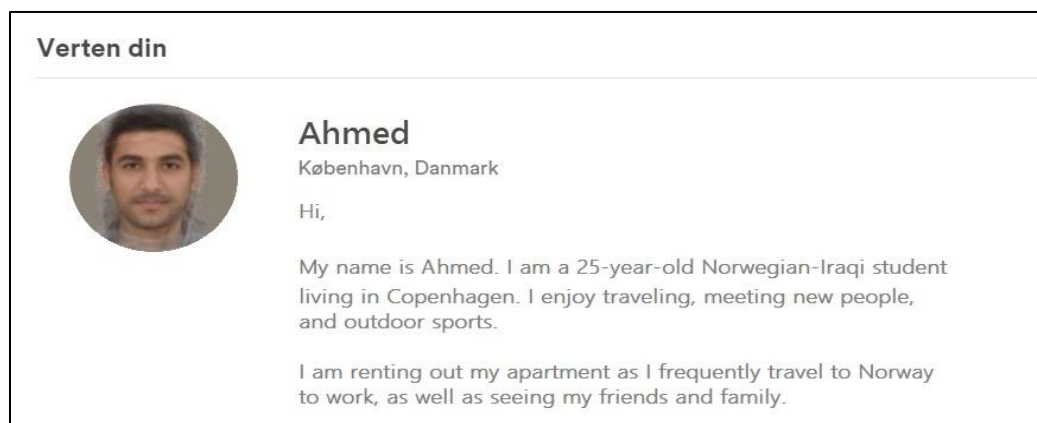 Verten din
Ahmed
København, Danmark
Hi,
My name is Ahmed. I am a 25-year-old Norwegian-Iraqi student
living in Copenhagen. I enjoy traveling, meeting new people,
and outdoor sports.
I am renting out my apartment as I frequently travel to Norway
to work, as well as seeing my friends and family.